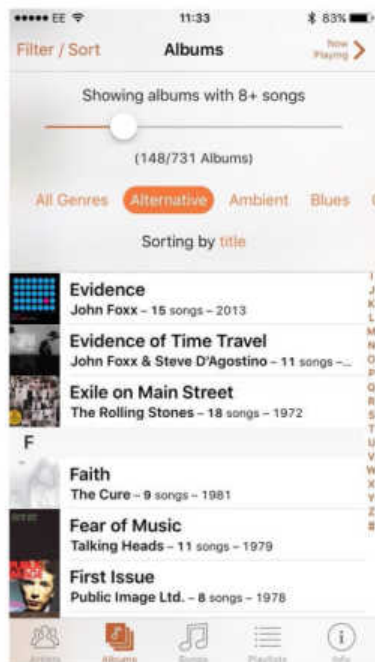 EE 11:33 83%
Filter / Sort Albums Now Playing
Showing albums with 8+ songs
(148/731 Albums)
All Genres Alternative Ambient Blues
Sorting by title
Evidence
John Foxx – 15 songs – 2013
Evidence of Time Travel
John Foxx & Steve D'Agostino – 11 songs –...
Exile on Main Street
The Rolling Stones – 18 songs – 1972
F
Faith
The Cure – 9 songs – 1981
Fear of Music
Talking Heads – 11 songs – 1979
First Issue
Public Image Ltd. – 8 songs – 1978
I
J
K
L
M
N
O
P
Q
R
S
T
U
V
W
X
Y
Z
#
PUBLIC IMAGE
Artists Albums Songs Playlists Info